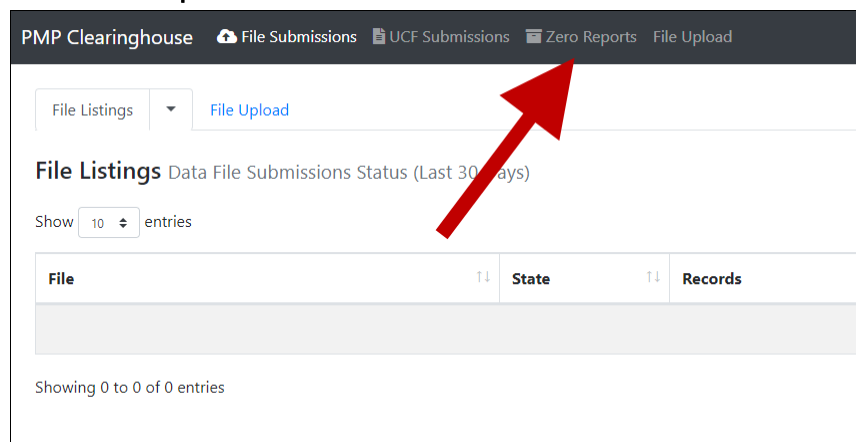 PMP Clearinghouse File Submissions UCF Submissions Zero Reports File Upload
File Listings File Upload
File Listings Data File Submissions Status (Last 30 Days)
Show 10 entries
File State Records
Showing 0 to 0 of 0 entries